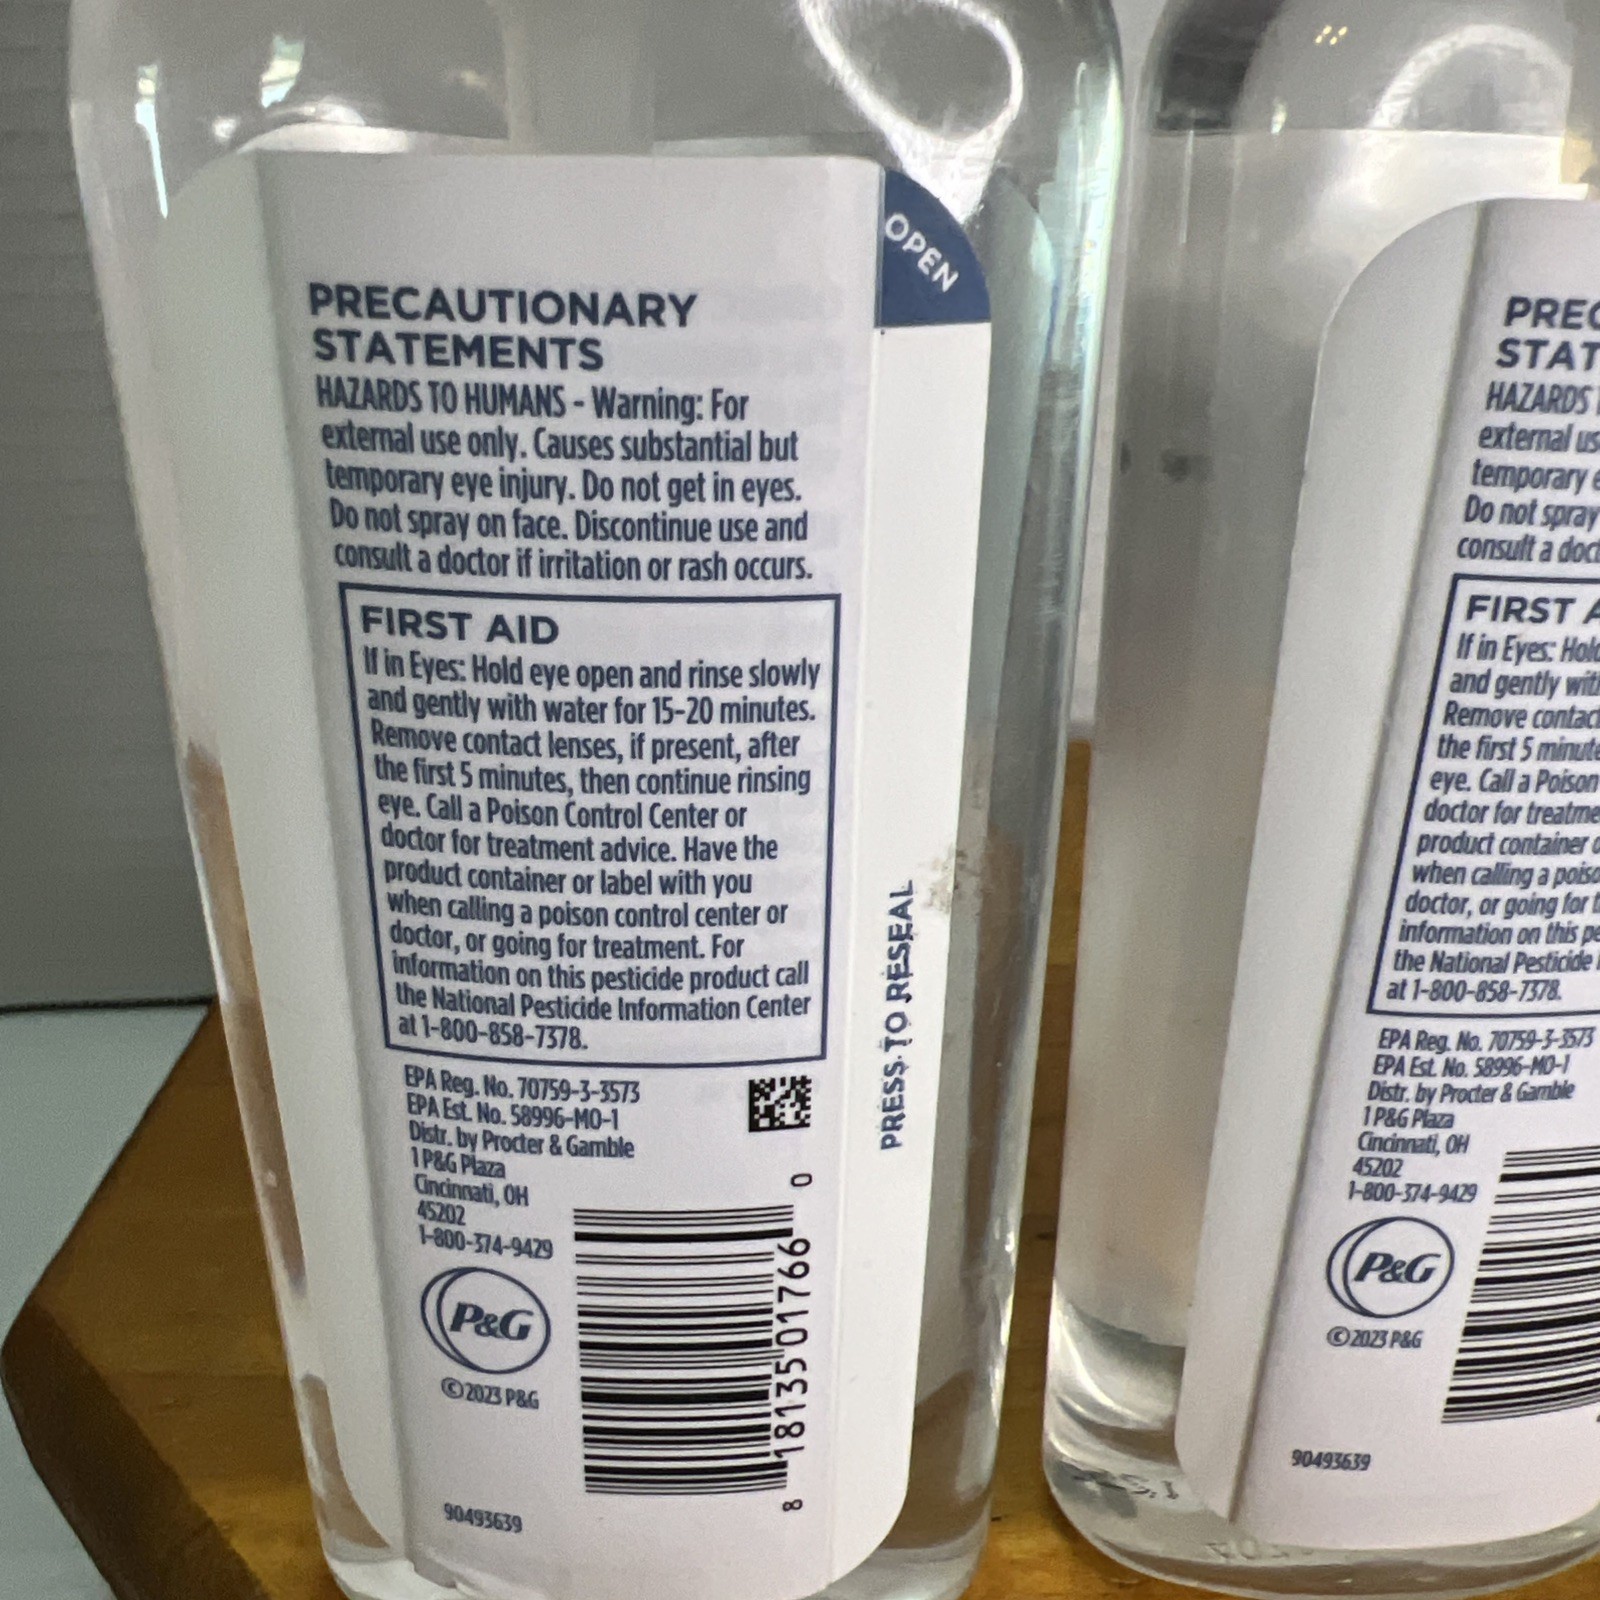 OPEN
PRECAUTIONARY
STATEMENTS
HAZARDS TO HUMANS - Warning: For
external use only. Causes substantial but
temporary eye injury. Do not get in eyes.
Do not spray on face. Discontinue use and
consult a doctor if irritation or rash occurs.
FIRST AID
If in Eyes: Hold eye open and rinse slowly
and gently with water for 15-20 minutes.
Remove contact lenses, if present, after
the first 5 minutes, then continue rinsing
eye. Call a Poison Control Center or
doctor for treatment advice. Have the
product container or label with you
when calling a poison control center or
doctor, or going for treatment. For
information on this pesticide product call
the National Pesticide Information Center
at 1-800-858-7378.
EPA Reg. No. 70759-3-3573
EPA Est. No. 58996-MO-1
Distr. by Procter & Gamble
1 P&G Plaza
Cincinnati, OH
45202
1-800-374-9429
P&G
©2023 P&G
8 18135 01766 0
90493639
PRESS TO RESEAL
PREC
STAT
HAZARDS
external us
temporary e
Do not spray
consult a doct
FIRST A
If in Eyes: Hold
and gently with
Remove contact
the first 5 minute
eye. Call a Poison
doctor for treatme
product container o
when calling a poiso
doctor, or going for t
information on this pe
the National Pesticide
at 1-800-858-7378.
EPA Reg. No. 70759-3-3573
EPA Est. No. 58996-MO-1
Distr. by Procter & Gamble
1 P&G Plaza
Cincinnati, OH
45202
1-800-374-9429
P&G
©2023 P&G
90493639